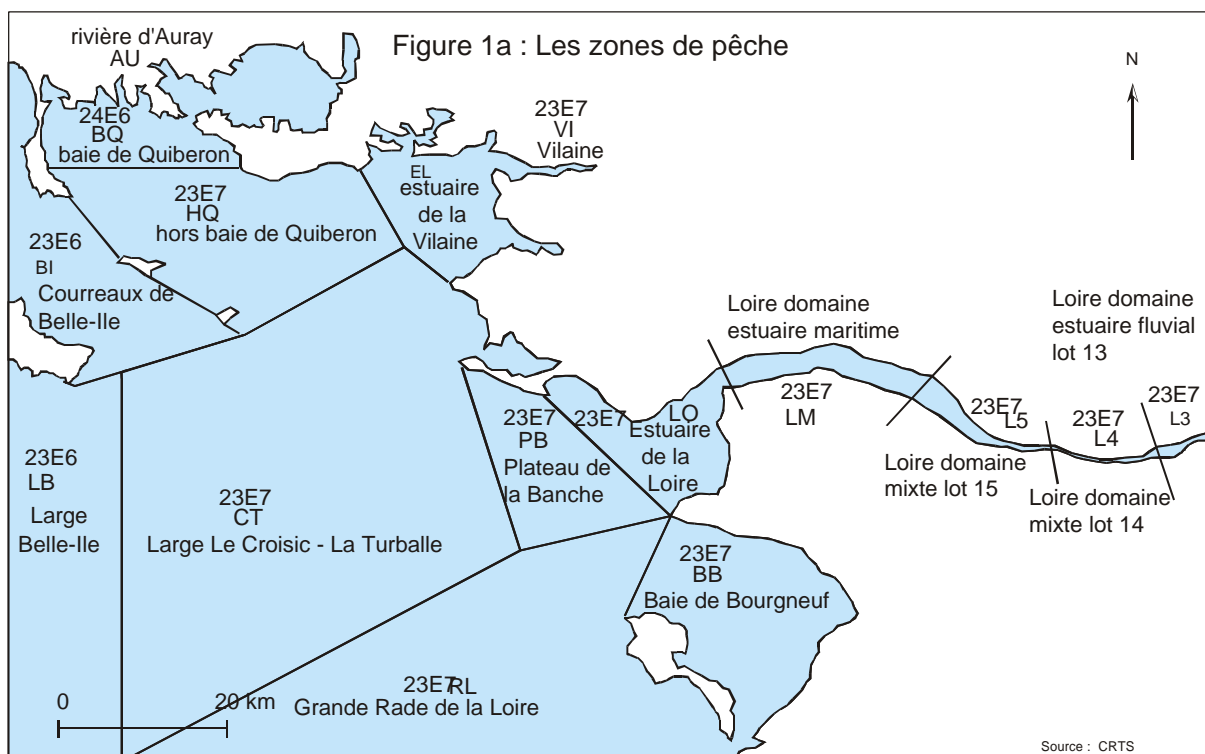 Figure 1a : Les zones de pêche
rivière d'Auray
AU
N
24E6
BQ
baie de Quiberon
23E7
VI
Vilaine
EL
estuaire
de la
Vilaine
23E7
HQ
hors baie de Quiberon
23E6
BI
Courreaux de
Belle-Ile
Loire domaine
estuaire maritime
Loire domaine
estuaire fluvial
lot 13
23E7
LM
23E7
L5
23E7
L4
23E7
L3
Loire domaine
mixte lot 15
Loire domaine
mixte lot 14
23E7
PB
Plateau de
la Banche
23E7
LO
Estuaire
de la
Loire
23E6
LB
Large
Belle-Ile
23E7
CT
Large Le Croisic - La Turballe
23E7
BB
Baie de Bourgneuf
23E7
RL
Grande Rade de la Loire
0 20 km
Source : CRTS